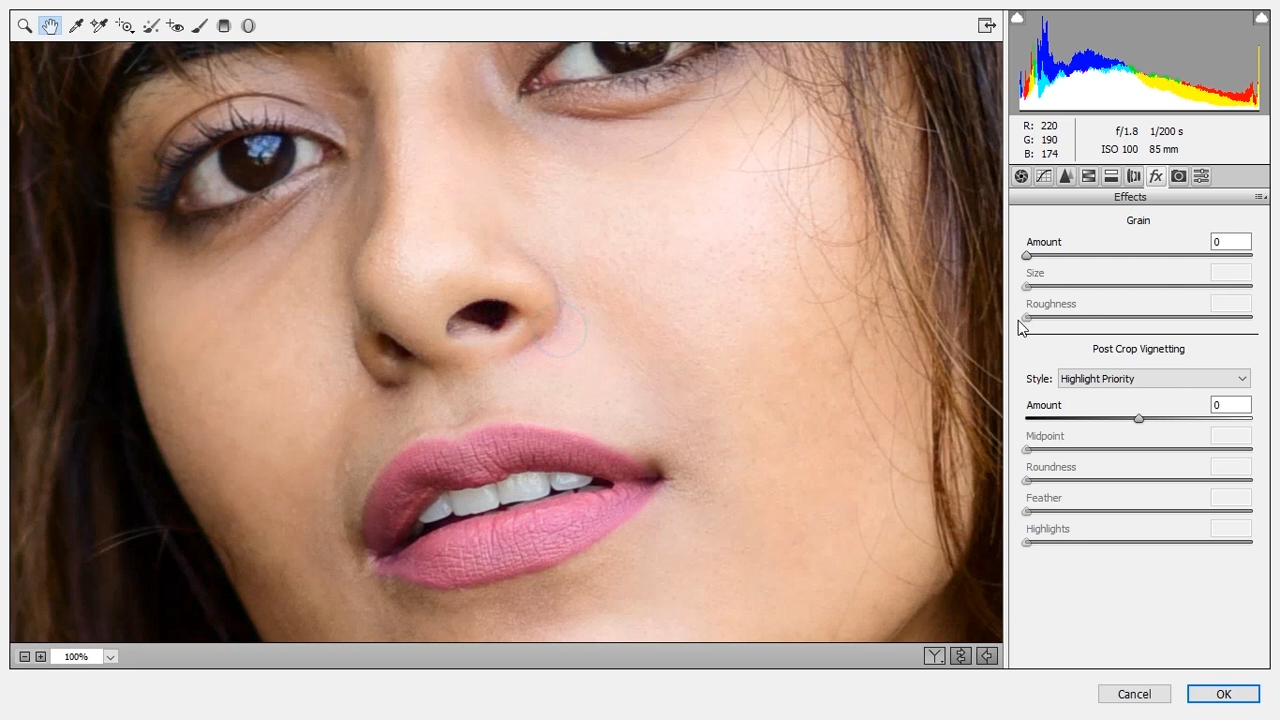 R: 220
G: 190
B: 174
f/1.8 1/200 s
ISO 100 85 mm
fx
Effects
Grain
Amount 0
Size
Roughness
Post Crop Vignetting
Style: Highlight Priority
Amount 0
Midpoint
Roundness
Feather
Highlights
100%
Y
Cancel OK